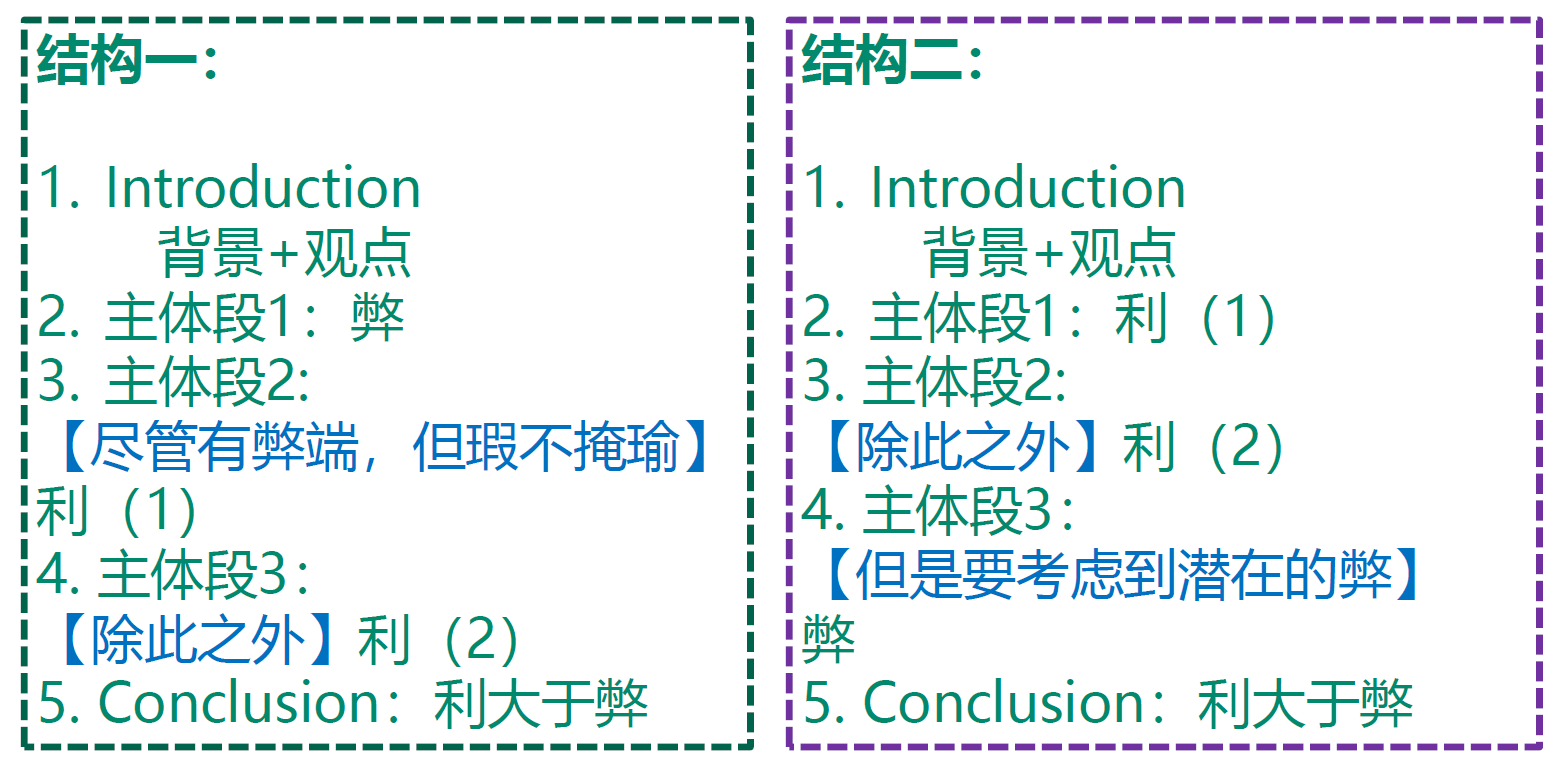 结构一：
1. Introduction
背景+观点
2. 主体段1：弊
3. 主体段2:
【尽管有弊端，但瑕不掩瑜】
利（1）
4. 主体段3：
【除此之外】利（2）
5. Conclusion：利大于弊
结构二：
1. Introduction
背景+观点
2. 主体段1：利（1）
3. 主体段2:
【除此之外】利（2）
4. 主体段3：
【但是要考虑到潜在的弊】
弊
5. Conclusion：利大于弊